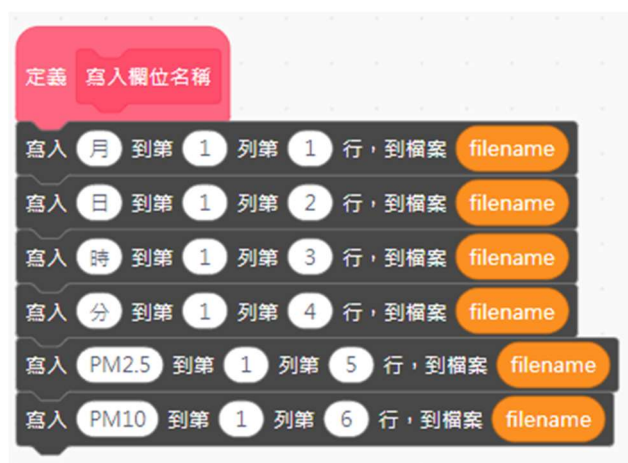 定義 寫入欄位名稱
寫入 月 到第 1 列第 1 行，到檔案 filename
寫入 日 到第 1 列第 2 行，到檔案 filename
寫入 時 到第 1 列第 3 行，到檔案 filename
寫入 分 到第 1 列第 4 行，到檔案 filename
寫入 PM2.5 到第 1 列第 5 行，到檔案 filename
寫入 PM10 到第 1 列第 6 行，到檔案 filename